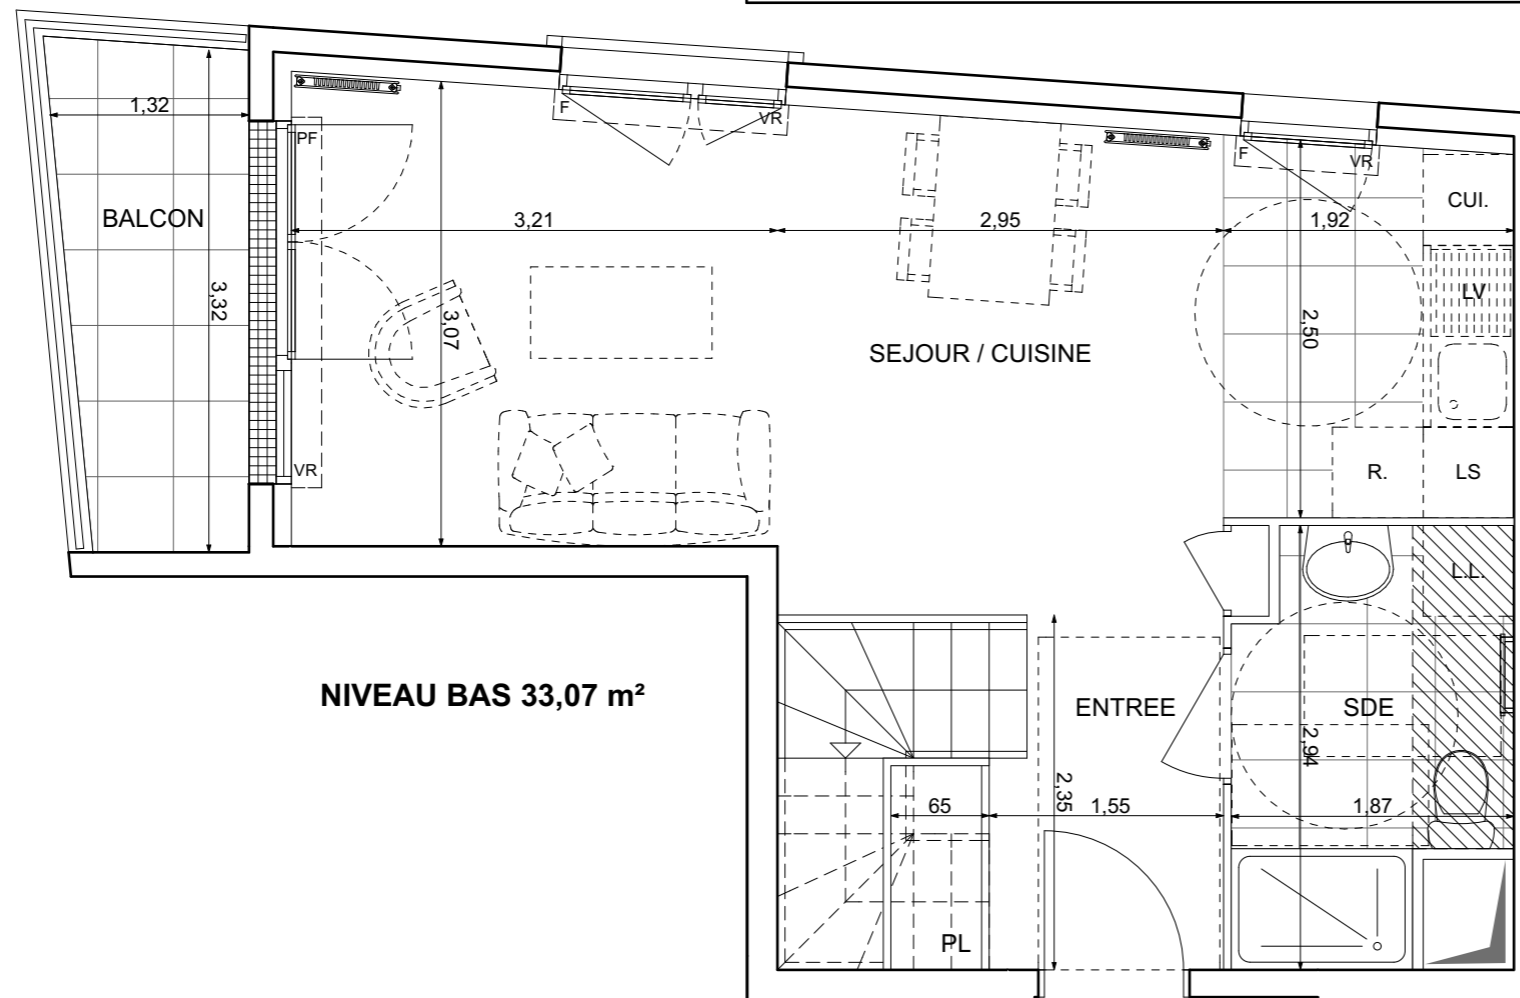 F
VR
F
VR
1,32
PF
BALCON
3,21
2,95
1,92
CUI.
3,32
3,07
2,50
LV
SEJOUR / CUISINE
VR
R.
LS
L.L.
NIVEAU BAS 33,07 m²
ENTREE
SDE
2,94
2,35
65
1,55
1,87
PL